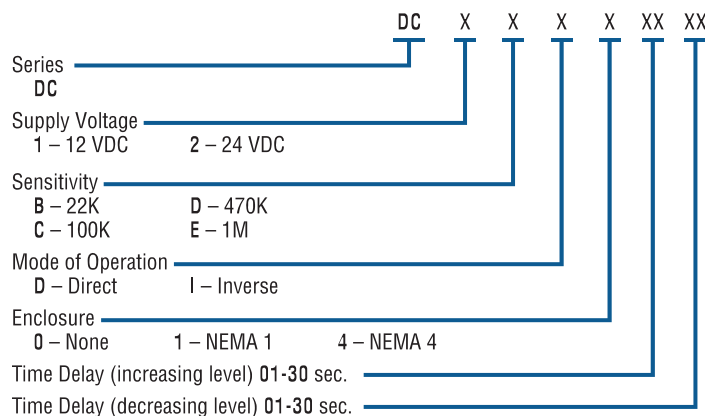 DC X X X X XX XX
Series
DC
Supply Voltage
1 – 12 VDC 2 – 24 VDC
Sensitivity
B – 22K D – 470K
C – 100K E – 1M
Mode of Operation
D – Direct I – Inverse
Enclosure
0 – None 1 – NEMA 1 4 – NEMA 4
Time Delay (increasing level) 01-30 sec.
Time Delay (decreasing level) 01-30 sec.